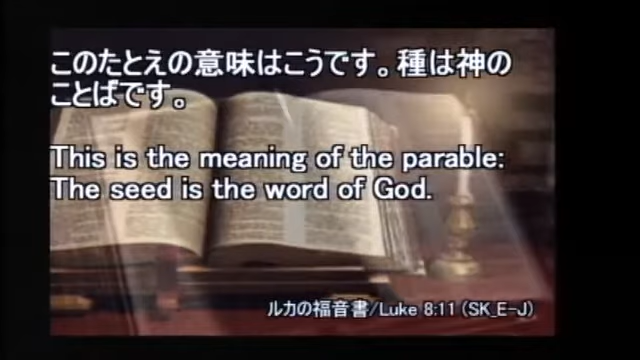 このたとえの意味はこうです。種は神の
ことばです。
This is the meaning of the parable:
The seed is the word of God.
ルカの福音書/Luke 8:11 (SK_E-J)